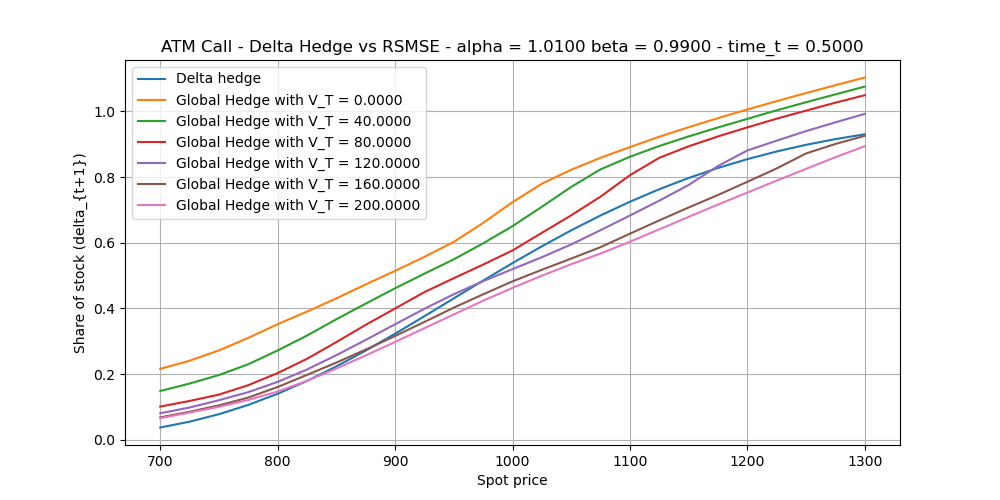 ATM Call - Delta Hedge vs RSMSE - alpha = 1.0100 beta = 0.9900 - time_t = 0.5000
Delta hedge
Global Hedge with V_T = 0.0000
Global Hedge with V_T = 40.0000
Global Hedge with V_T = 80.0000
Global Hedge with V_T = 120.0000
Global Hedge with V_T = 160.0000
Global Hedge with V_T = 200.0000
Share of stock (delta_{t+1})
1.0
0.8
0.6
0.4
0.2
0.0
700 800 900 1000 1100 1200 1300
Spot price